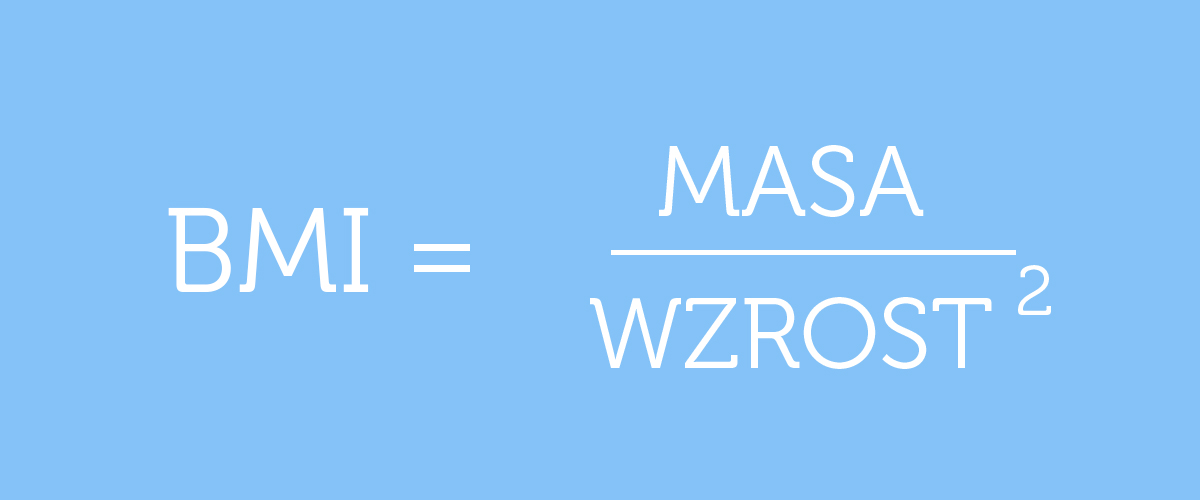 BMI =
MASA
WZROST 2